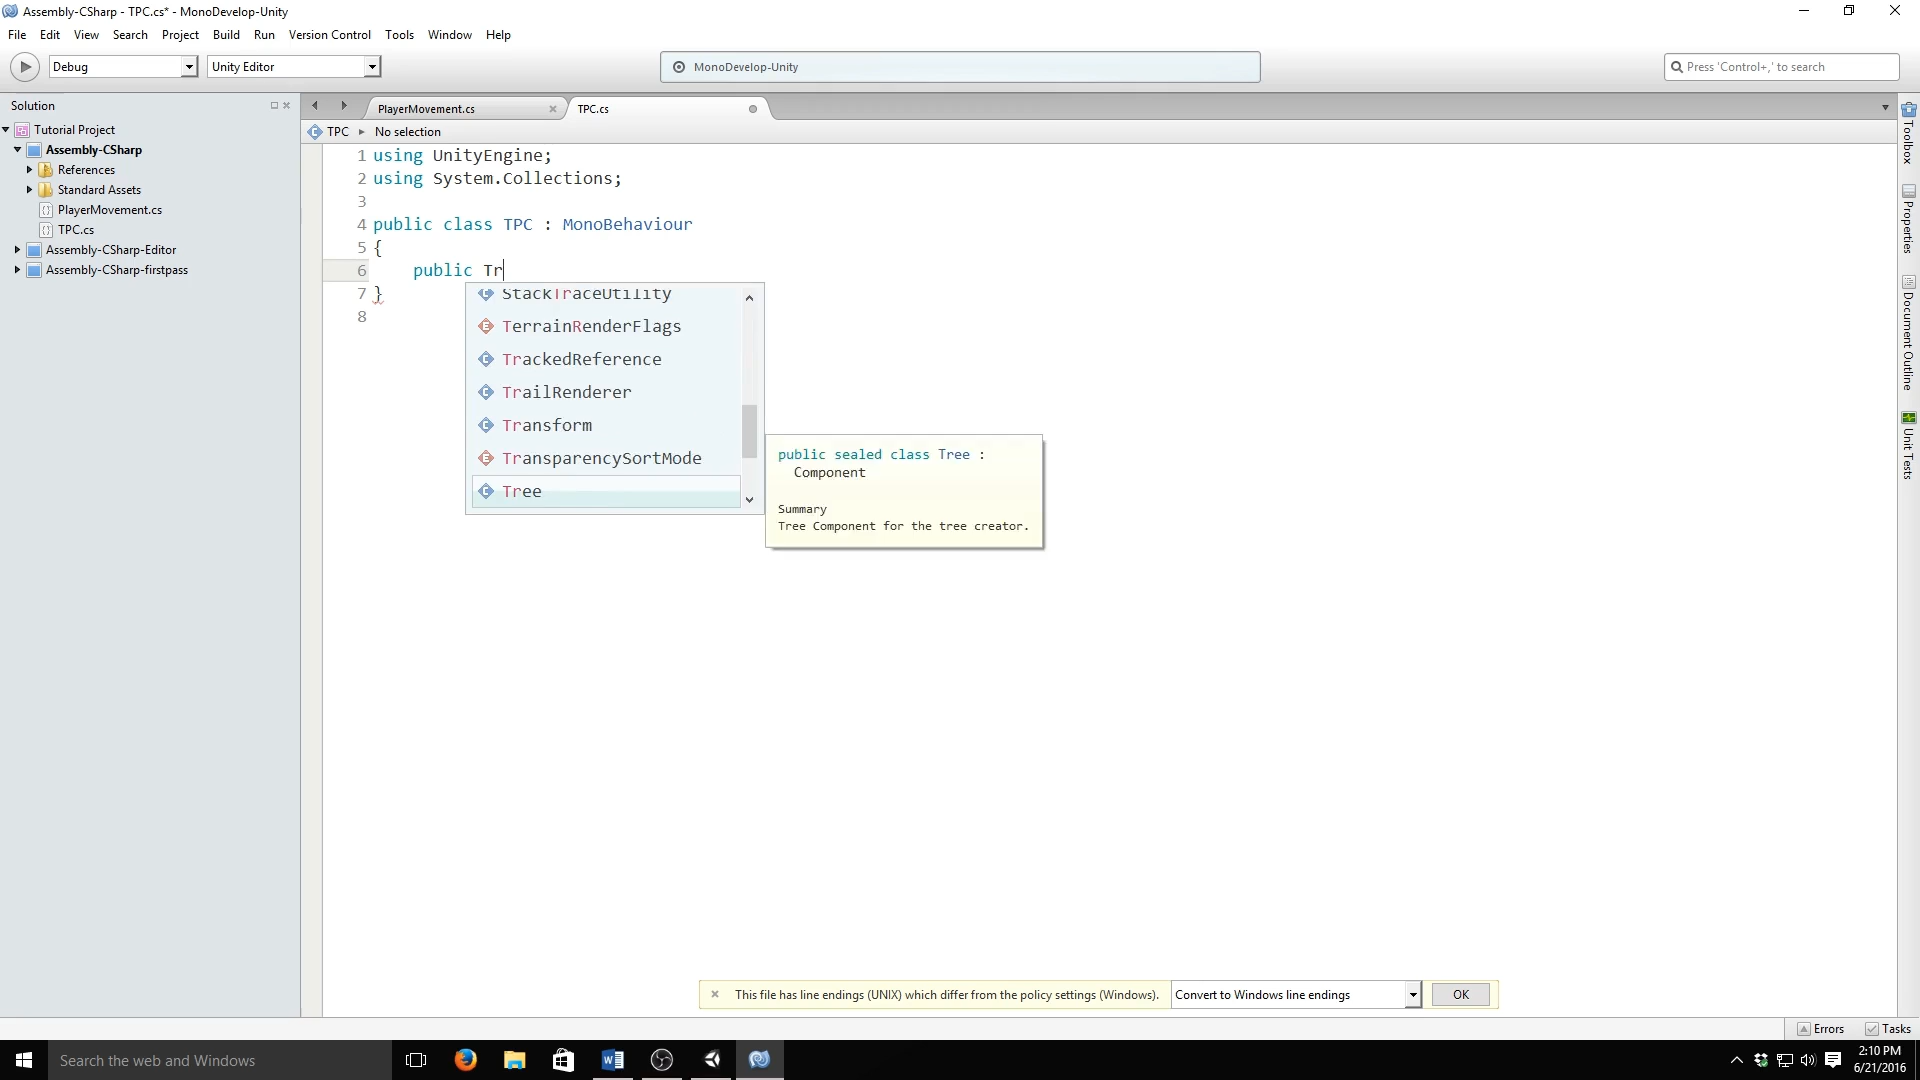 Assembly-CSharp - TPC.cs* - MonoDevelop-Unity
File Edit View Search Project Build Run Version Control Tools Window Help
Debug Unity Editor MonoDevelop-Unity Press 'Control+,' to search
Solution
Tutorial Project
Assembly-CSharp
References
Standard Assets
PlayerMovement.cs
TPC.cs
Assembly-CSharp-Editor
Assembly-CSharp-firstpass
PlayerMovement.cs TPC.cs
TPC No selection
1 using UnityEngine;
2 using System.Collections;
3
4 public class TPC : MonoBehaviour
5 {
6 public Tr
7 }
8
StackTraceUtility
TerrainRenderFlags
TrackedReference
TrailRenderer
Transform
TransparencySortMode
Tree
public sealed class Tree :
Component
Summary
Tree Component for the tree creator.
Toolbox
Properties
Document Outline
Unit Tests
This file has line endings (UNIX) which differ from the policy settings (Windows). Convert to Windows line endings OK
Errors Tasks
Search the web and Windows
2:10 PM
6/21/2016